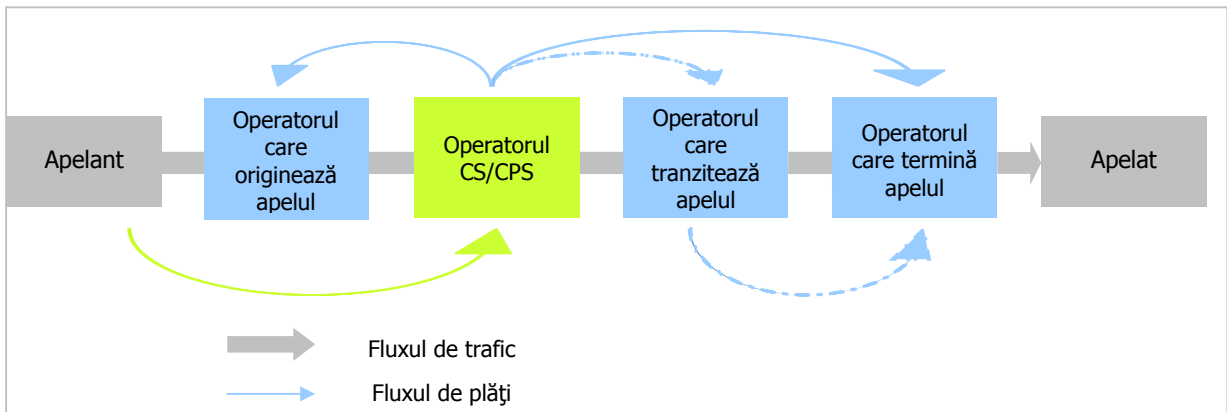 Apelant
Operatorul
care
originează
apelul
Operatorul
CS/CPS
Operatorul
care
tranzitează
apelul
Operatorul
care termină
apelul
Apelat
Fluxul de trafic
Fluxul de plăţi